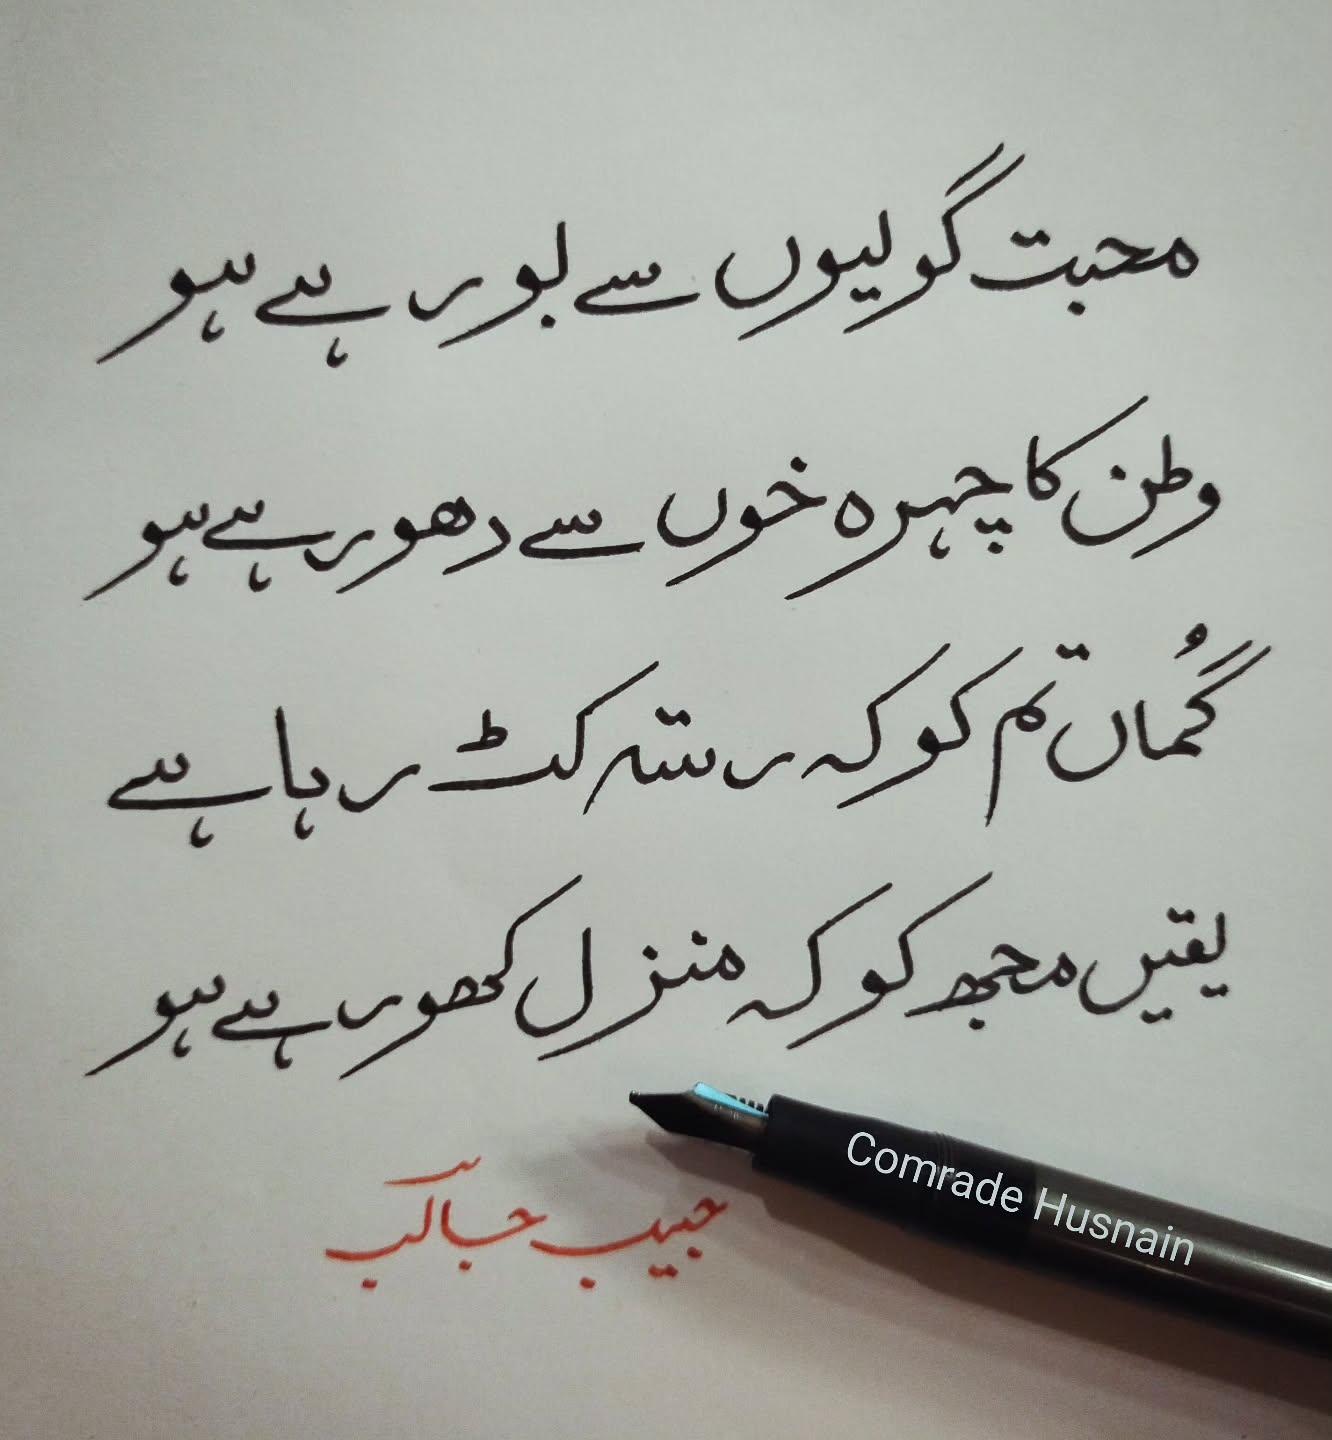 محبت گولیوں سے بو رہے ہو
وطن کا چہرہ خوں سے دھو رہے ہو
گُماں تم کو کہ رستہ کٹ رہا ہے
یقیں مجھ کو کہ منزل کھو رہے ہو
حبیب جالب
Comrade Husnain